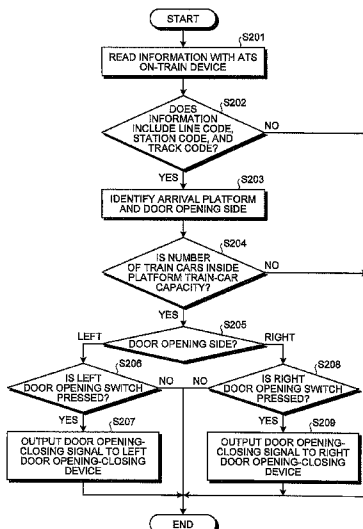 START
S201
READ INFORMATION WITH ATS
ON-TRAIN DEVICE
S202
DOES
INFORMATION
INCLUDE LINE CODE,
STATION CODE, AND
TRACK CODE?
NO
YES
S203
IDENTIFY ARRIVAL PLATFORM
AND DOOR OPENING SIDE
S204
IS NUMBER
OF TRAIN CARS INSIDE
PLATFORM TRAIN-CAR
CAPACITY?
NO
YES
S205
LEFT
DOOR OPENING SIDE?
RIGHT
S206
IS LEFT
DOOR OPENING SWITCH
PRESSED?
NO
YES
S207
OUTPUT DOOR OPENING-
CLOSING SIGNAL TO LEFT
DOOR OPENING-CLOSING
DEVICE
S208
IS RIGHT
DOOR OPENING SWITCH
PRESSED?
NO
YES
S209
OUTPUT DOOR OPENING-
CLOSING SIGNAL TO RIGHT
DOOR OPENING-CLOSING
DEVICE
END